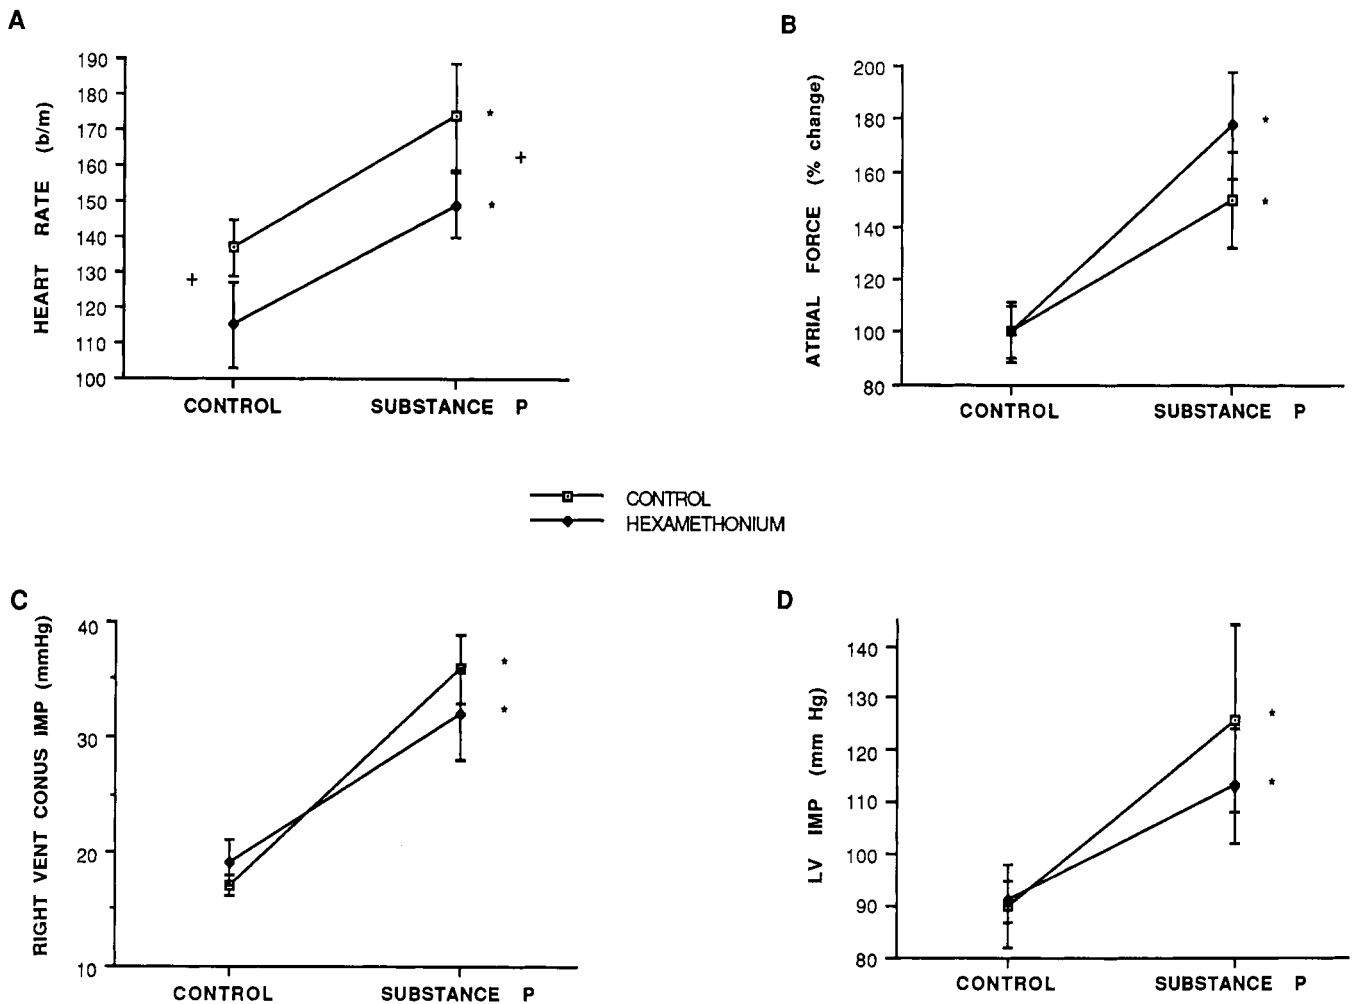 A
HEART RATE (b/m)
190
180
170
160
150
140
130
120
110
100
+
*
+
*
CONTROL SUBSTANCE P
B
ATRIAL FORCE (% change)
200
180
160
140
120
100
80
*
*
CONTROL SUBSTANCE P
CONTROL
HEXAMETHONIUM
C
RIGHT VENT CONUS IMP (mmHg)
40
30
20
10
*
*
CONTROL SUBSTANCE P
D
LV IMP (mm Hg)
140
130
120
110
100
90
80
*
*
CONTROL SUBSTANCE P